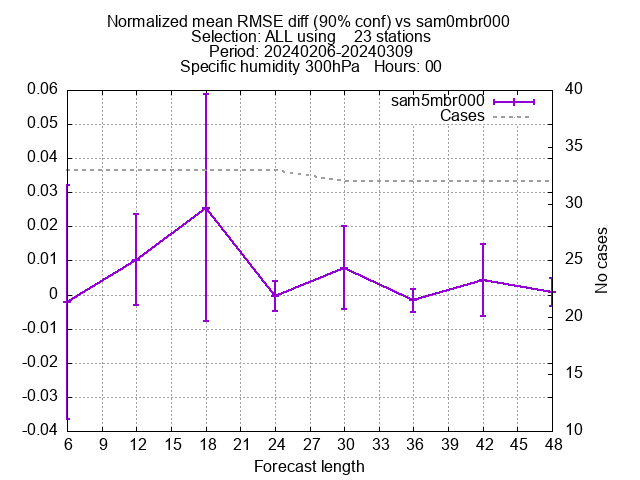 Normalized mean RMSE diff (90% conf) vs sam0mbr000
Selection: ALL using    23 stations
Period: 20240206-20240309
Specific humidity 300hPa   Hours: 00
sam5mbr000
Cases
0.06
0.05
0.04
0.03
0.02
0.01
0
-0.01
-0.02
-0.03
-0.04
40
35
30
25
20
15
10
No cases
6 12 15 18 21 24 27 30 33 36 39 42 45 48
Forecast length